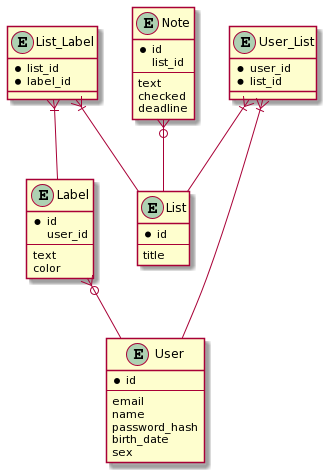 E List_Label
list_id
label_id
E Note
id
list_id
text
checked
deadline
E User_List
user_id
list_id
E Label
id
user_id
text
color
E List
id
title
E User
id
email
name
password_hash
birth_date
sex